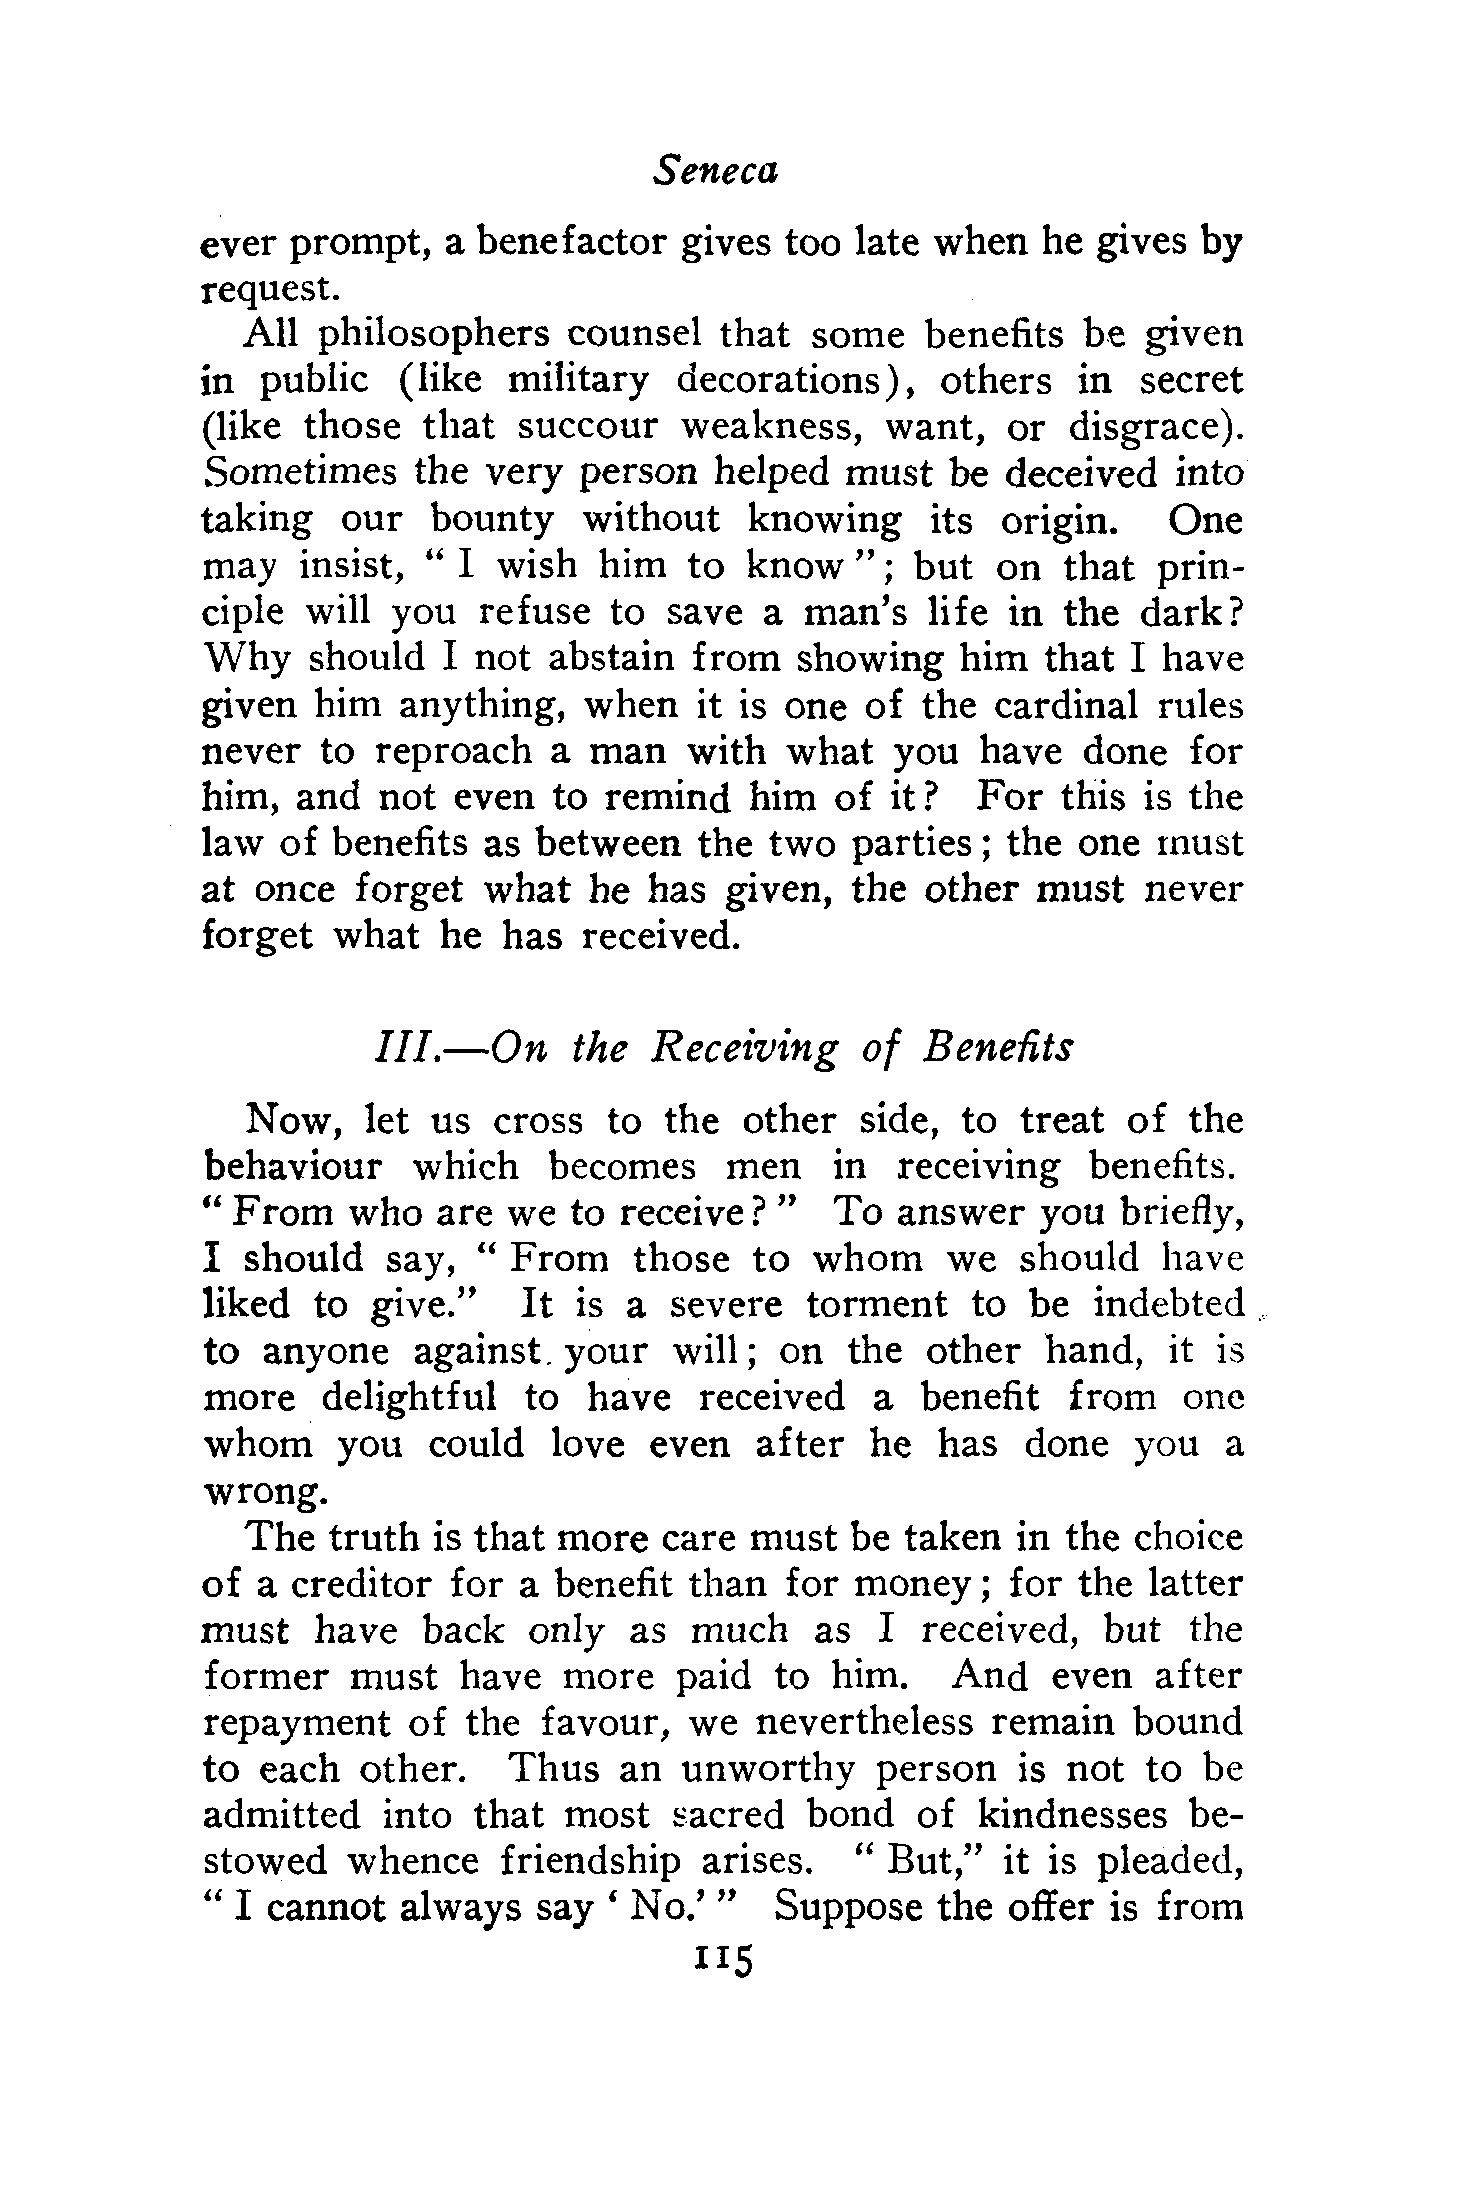 Seneca
ever prompt, a benefactor gives too late when he gives by
request.
All philosophers counsel that some benefits be given
in public (like military decorations), others in secret
(like those that succour weakness, want, or disgrace).
Sometimes the very person helped must be deceived into
taking our bounty without knowing its origin. One
may insist, “ I wish him to know ” ; but on that prin-
ciple will you refuse to save a man’s life in the dark?
Why should I not abstain from showing him that I have
given him anything, when it is one of the cardinal rules
never to reproach a man with what you have done for
him, and not even to remind him of it? For this is the
law of benefits as between the two parties ; the one must
at once forget what he has given, the other must never
forget what he has received.
III.—On the Receiving of Benefits
Now, let us cross to the other side, to treat of the
behaviour which becomes men in receiving benefits.
“ From who are we to receive? ” To answer you briefly,
I should say, “ From those to whom we should have
liked to give.” It is a severe torment to be indebted
to anyone against your will ; on the other hand, it is
more delightful to have received a benefit from one
whom you could love even after he has done you a
wrong.
The truth is that more care must be taken in the choice
of a creditor for a benefit than for money ; for the latter
must have back only as much as I received, but the
former must have more paid to him. And even after
repayment of the favour, we nevertheless remain bound
to each other. Thus an unworthy person is not to be
admitted into that most sacred bond of kindnesses be-
stowed whence friendship arises. “ But,” it is pleaded,
“ I cannot always say ‘ No.’ ” Suppose the offer is from
115